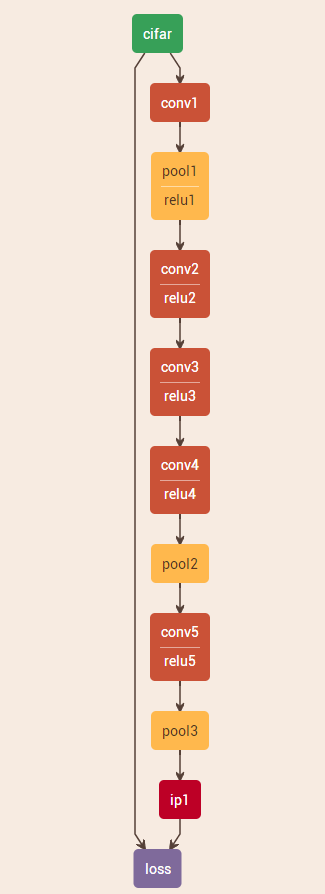 cifar
conv1
pool1
relu1
conv2
relu2
conv3
relu3
conv4
relu4
pool2
conv5
relu5
pool3
ip1
loss